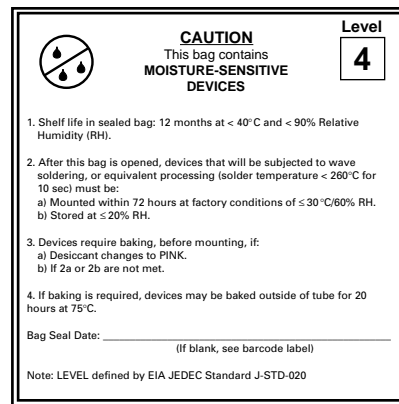 Level
4
CAUTION
This bag contains
MOISTURE-SENSITIVE
DEVICES
1. Shelf life in sealed bag: 12 months at < 40°C and < 90% Relative
Humidity (RH).
2. After this bag is opened, devices that will be subjected to wave
soldering, or equivalent processing (solder temperature < 260°C for
10 sec) must be:
a) Mounted within 72 hours at factory conditions of ≤ 30°C/60% RH.
b) Stored at ≤ 20% RH.
3. Devices require baking, before mounting, if:
a) Desiccant changes to PINK.
b) If 2a or 2b are not met.
4. If baking is required, devices may be baked outside of tube for 20
hours at 75°C.
Bag Seal Date: ______________________________
(If blank, see barcode label)
Note: LEVEL defined by EIA JEDEC Standard J-STD-020